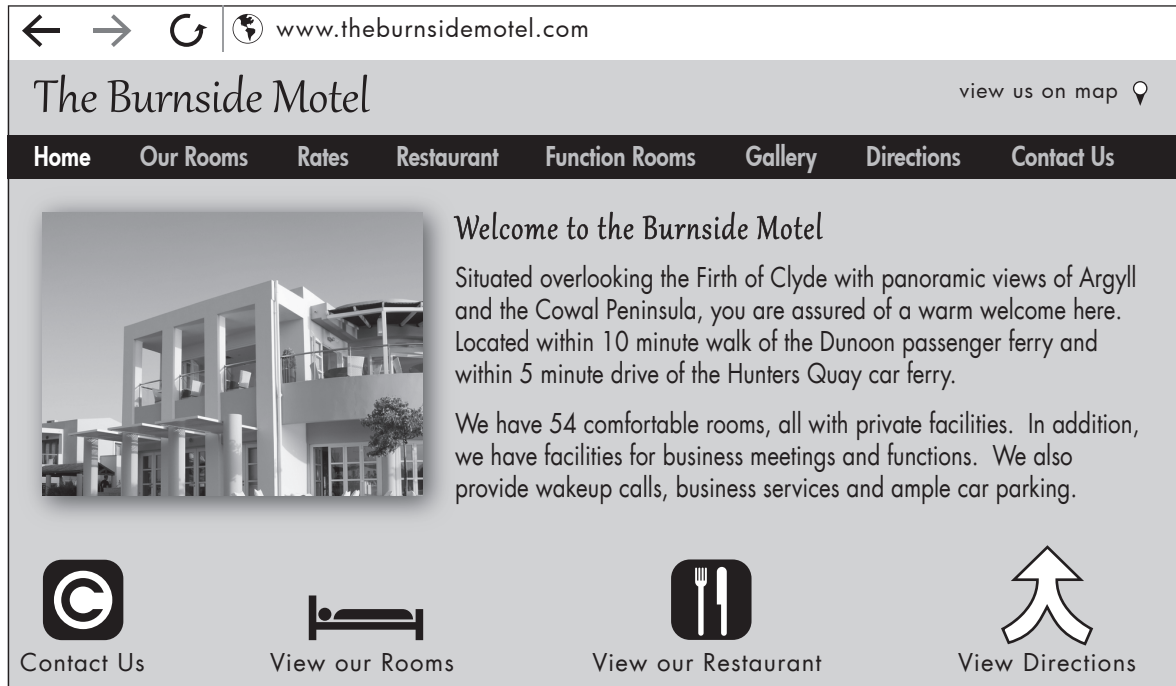 www.theburnsidemotel.com
The Burnside Motel
view us on map
Home Our Rooms Rates Restaurant Function Rooms Gallery Directions Contact Us
Welcome to the Burnside Motel
Situated overlooking the Firth of Clyde with panoramic views of Argyll
and the Cowal Peninsula, you are assured of a warm welcome here.
Located within 10 minute walk of the Dunoon passenger ferry and
within 5 minute drive of the Hunters Quay car ferry.
We have 54 comfortable rooms, all with private facilities. In addition,
we have facilities for business meetings and functions. We also
provide wakeup calls, business services and ample car parking.
C
Contact Us View our Rooms View our Restaurant View Directions